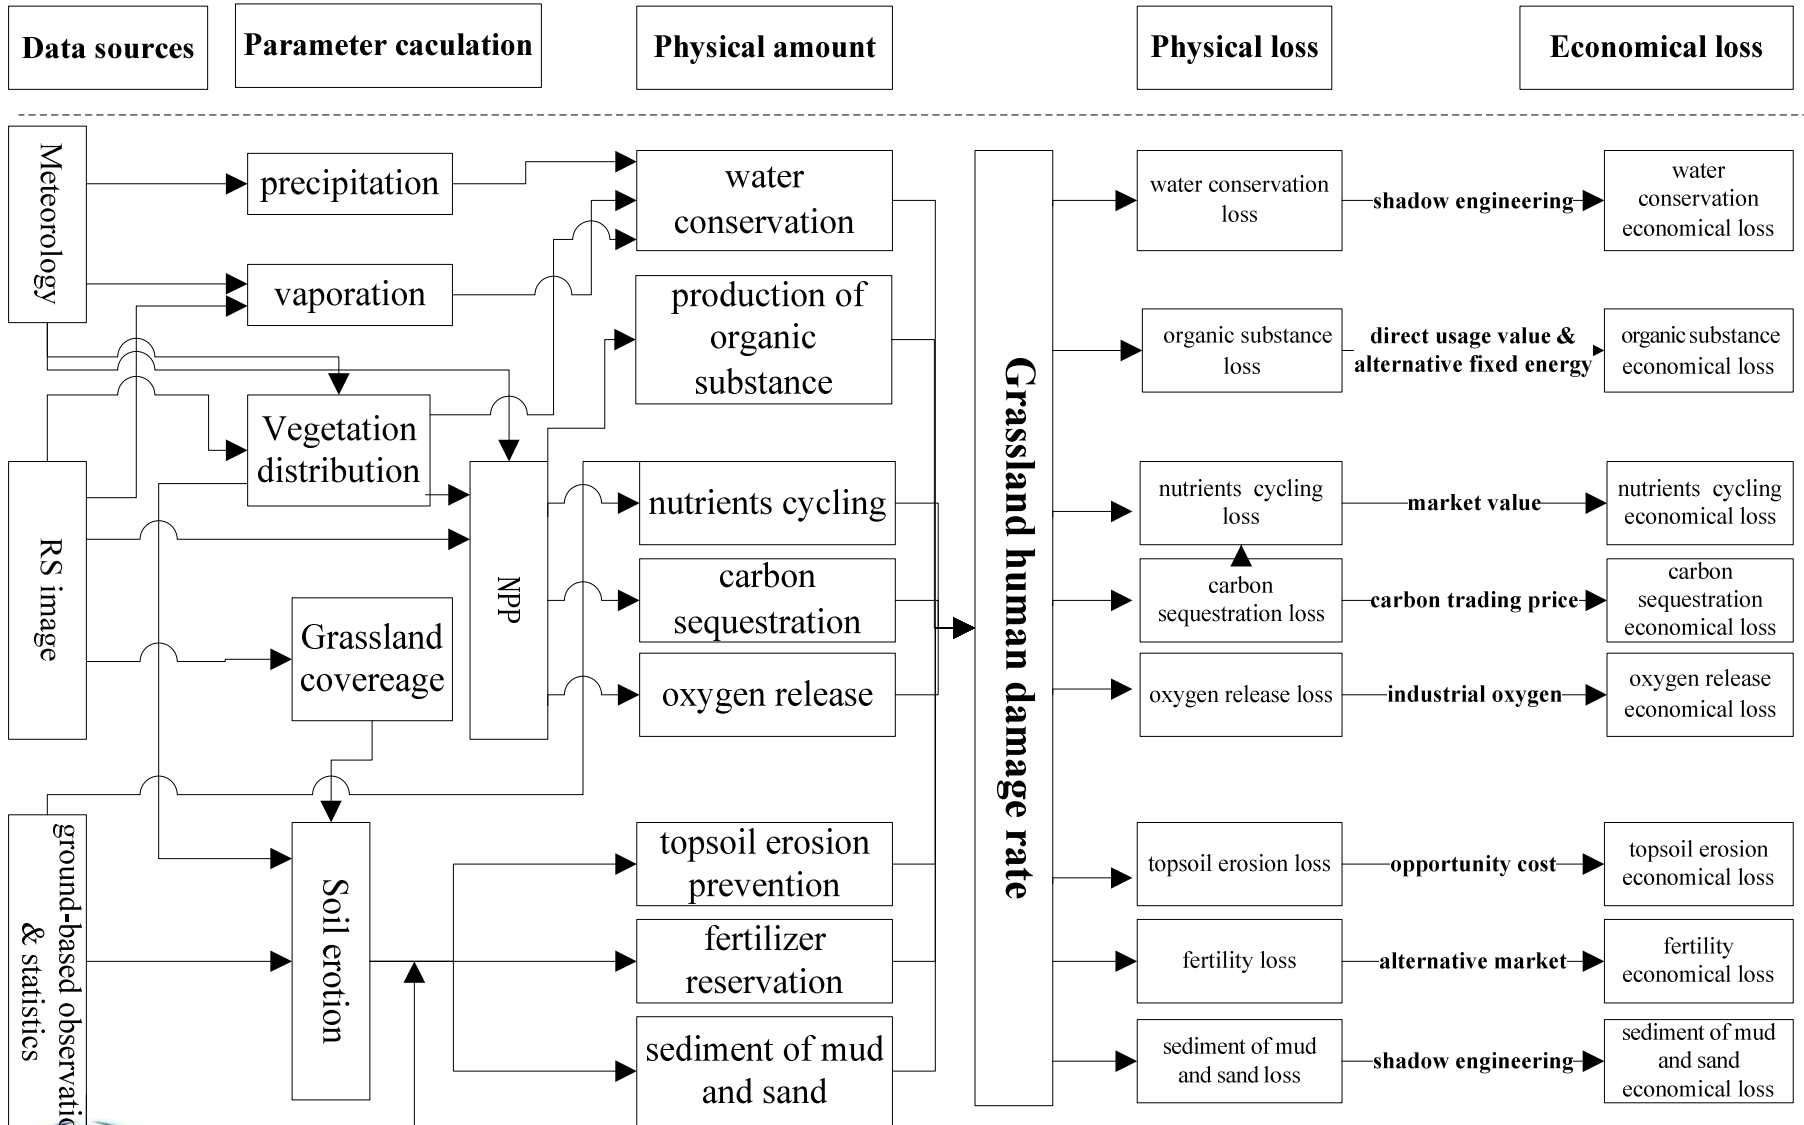 Data sources
Parameter caculation
Physical amount
Physical loss
Economical loss
Meteorology
RS image
ground-based observatio
& statistics
precipitation
vaporation
Vegetation
distribution
Grassland
covereage
NPP
Soil erotion
water
conservation
production of
organic
substance
nutrients cycling
carbon
sequestration
oxygen release
topsoil erosion
prevention
fertilizer
reservation
sediment of mud
and sand
Grassland human damage rate
water conservation
loss
shadow engineering
water
conservation
economical loss
organic substance
loss
direct usage value &
alternative fixed energy
organic substance
economical loss
nutrients cycling
loss
market value
nutrients cycling
economical loss
carbon
sequestration loss
carbon trading price
carbon
sequestration
economical loss
oxygen release loss
industrial oxygen
oxygen release
economical loss
topsoil erosion loss
opportunity cost
topsoil erosion
economical loss
fertility loss
alternative market
fertility
economical loss
sediment of mud
and sand loss
shadow engineering
sediment of mud
and sand
economical loss